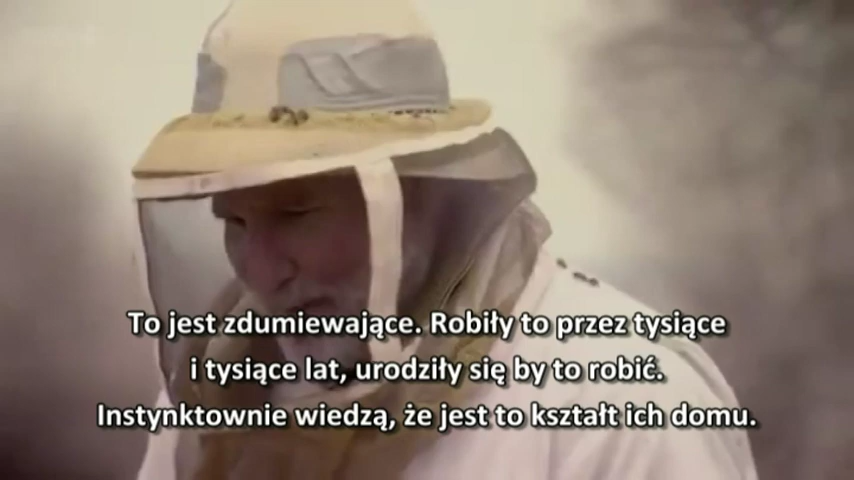 To jest zdumiewające. Robiły to przez tysiące
i tysiące lat, urodziły się by to robić.
Instynktownie wiedzą, że jest to kształt ich domu.